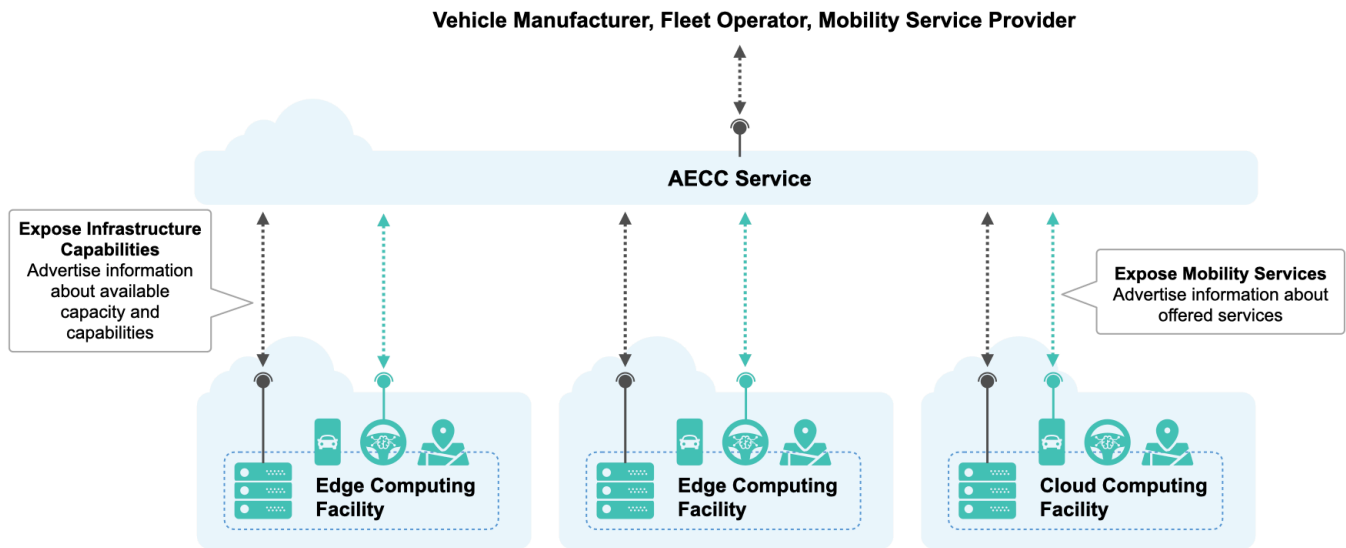 Vehicle Manufacturer, Fleet Operator, Mobility Service Provider
AECC Service
Expose Infrastructure
Capabilities
Advertise information
about available
capacity and
capabilities
Expose Mobility Services
Advertise information about
offered services
Edge Computing
Facility
Edge Computing
Facility
Cloud Computing
Facility